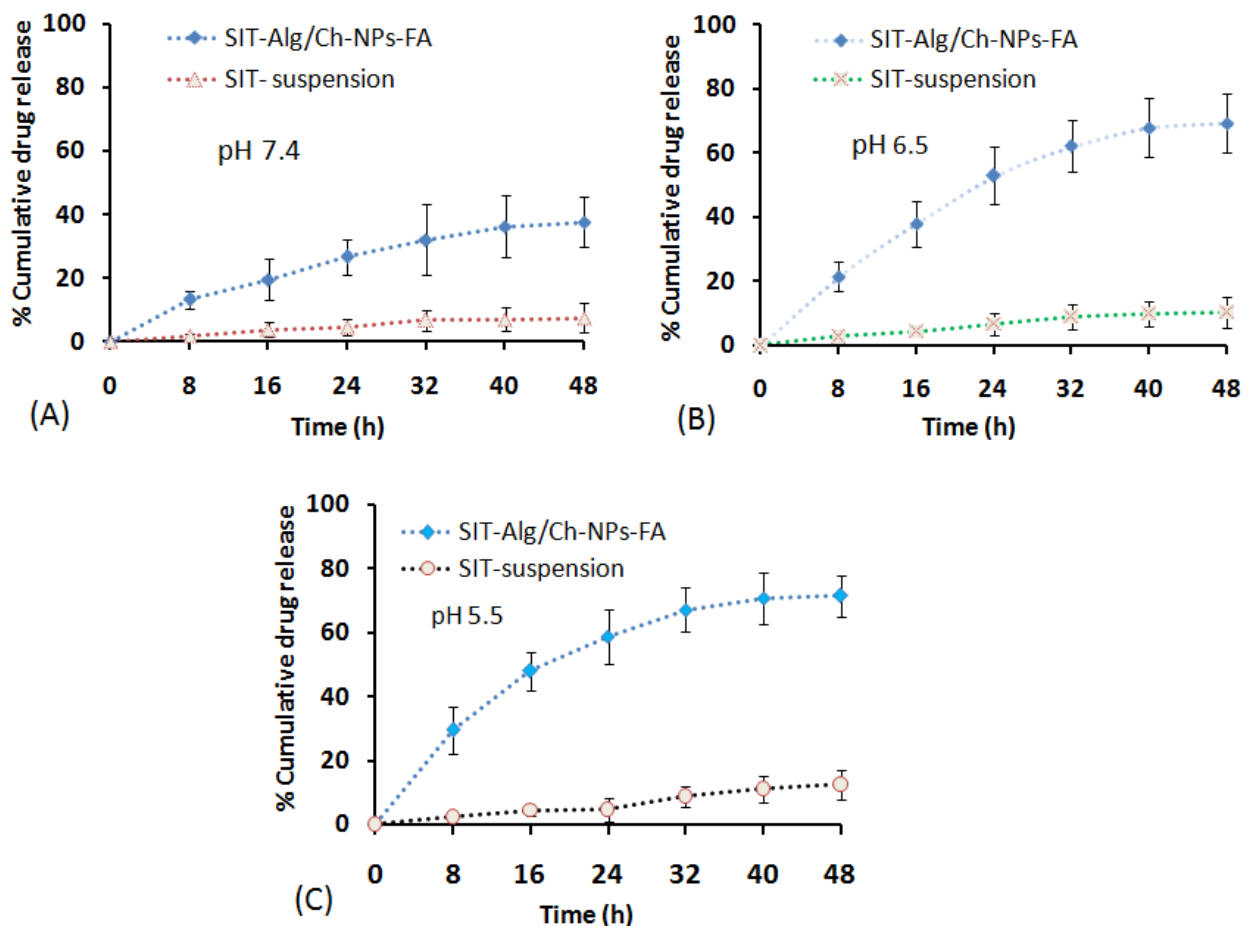 % Cumulative drug release
100
80
60
40
20
0
SIT-Alg/Ch-NPs-FA
SIT- suspension
pH 7.4
0 8 16 24 32 40 48
Time (h)
(A)
% Cumulative drug release
100
80
60
40
20
0
SIT-Alg/Ch-NPs-FA
SIT-suspension
pH 6.5
0 8 16 24 32 40 48
Time (h)
(B)
% Cumulative drug release
100
80
60
40
20
0
SIT-Alg/Ch-NPs-FA
SIT-suspension
pH 5.5
0 8 16 24 32 40 48
Time (h)
(C)